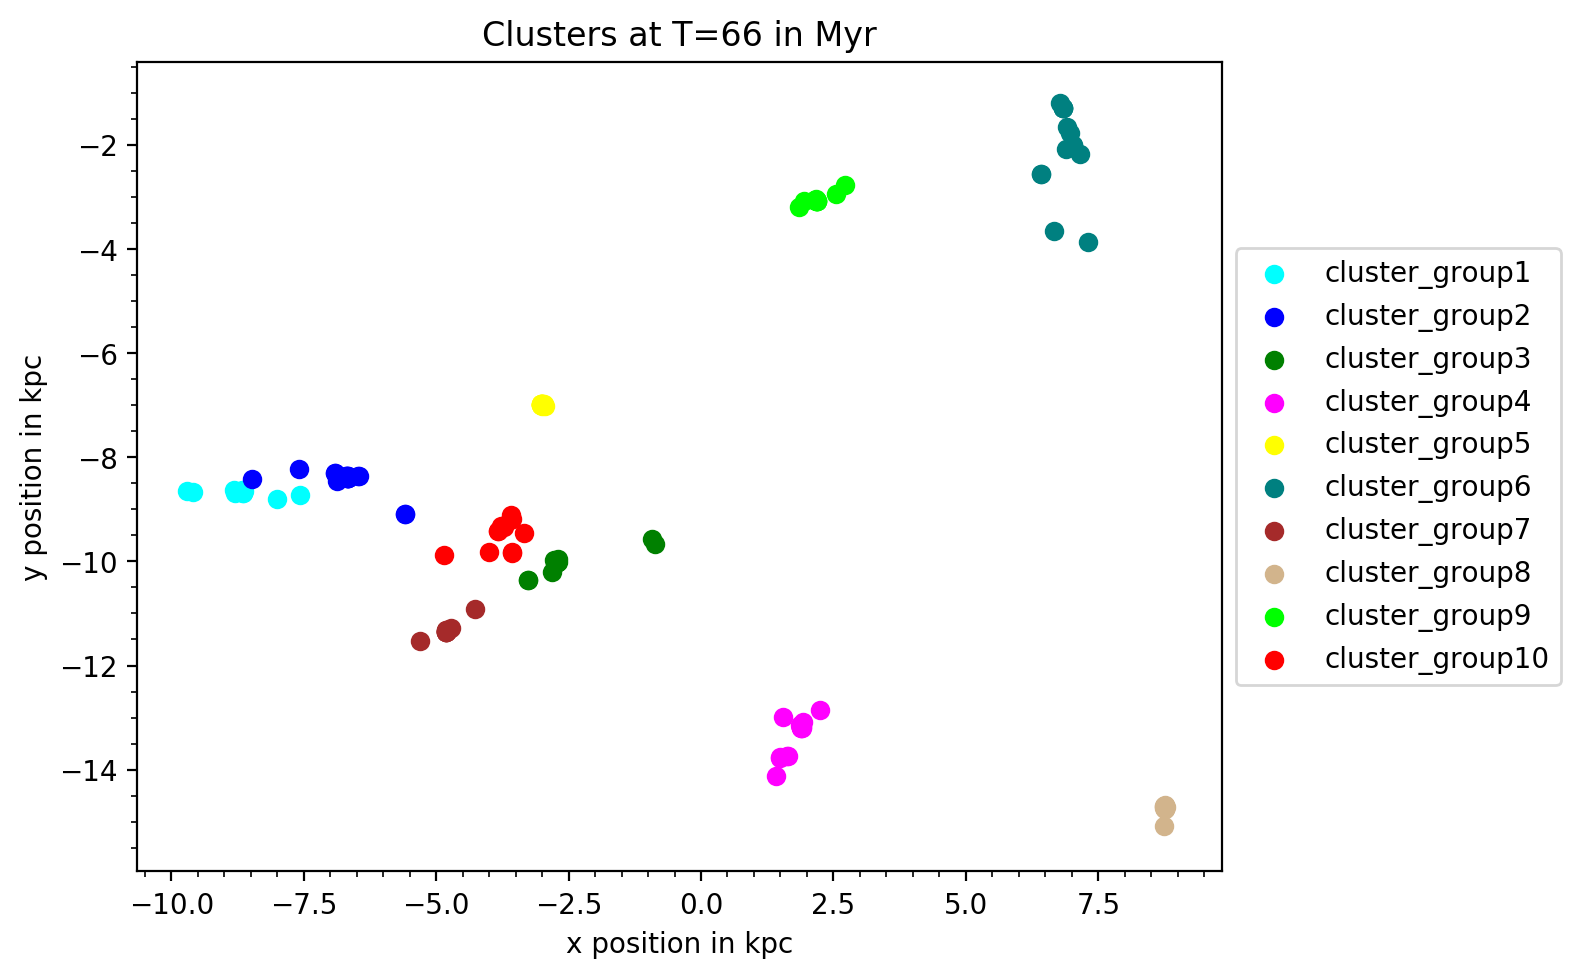 Clusters at T=66 in Myr
−2
−4
−6
−8
−10
−12
−14
y position in kpc
−10.0 −7.5 −5.0 −2.5 0.0 2.5 5.0 7.5
x position in kpc
cluster_group1
cluster_group2
cluster_group3
cluster_group4
cluster_group5
cluster_group6
cluster_group7
cluster_group8
cluster_group9
cluster_group10